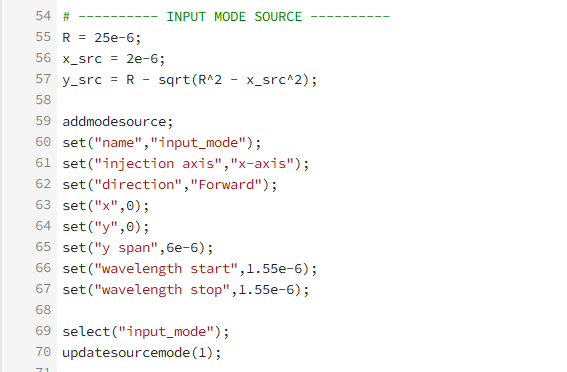 54 # ---------- INPUT MODE SOURCE ----------
55 R = 25e-6;
56 x_src = 2e-6;
57 y_src = R - sqrt(R^2 - x_src^2);
58
59 addmodesource;
60 set("name","input_mode");
61 set("injection axis","x-axis");
62 set("direction","Forward");
63 set("x",0);
64 set("y",0);
65 set("y span",6e-6);
66 set("wavelength start",1.55e-6);
67 set("wavelength stop",1.55e-6);
68
69 select("input_mode");
70 updatesourcemode(1);
71